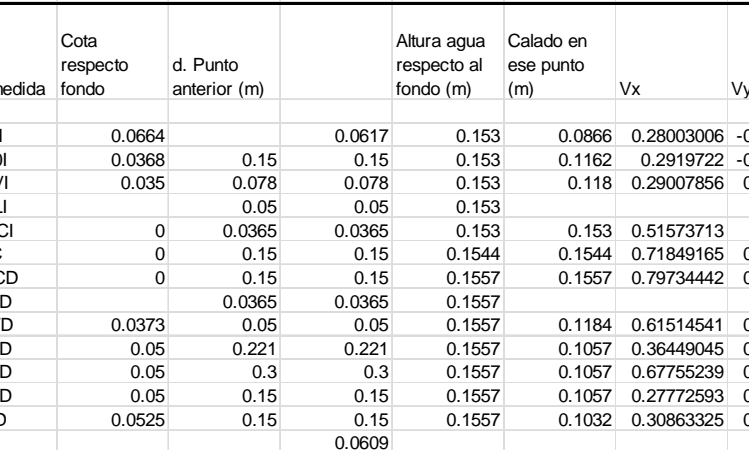 Cota respecto fondo d. Punto anterior (m) Altura agua respecto al fondo (m) Calado en ese punto (m) Vx
0.0664 0.0617 0.153 0.0866 0.28003006
0.0368 0.15 0.15 0.153 0.1162 0.2919722
0.035 0.078 0.078 0.153 0.118 0.29007856
0.05 0.05 0.153
0 0.0365 0.0365 0.153 0.153 0.51573713
0 0.15 0.15 0.1544 0.1544 0.71849165
0 0.15 0.15 0.1557 0.1557 0.79734442
0.0365 0.0365 0.1557
0.0373 0.05 0.05 0.1557 0.1184 0.61514541
0.05 0.221 0.221 0.1557 0.1057 0.36449045
0.05 0.3 0.3 0.1557 0.1057 0.67755239
0.05 0.15 0.15 0.1557 0.1057 0.27772593
0.0525 0.15 0.15 0.1557 0.1032 0.30863325
0.0609